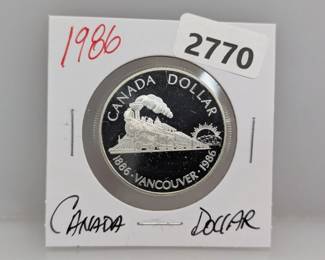 1986
2770
CANADA DOLLAR
1886 · VANCOUVER · 1986
CANADA DOLLAR